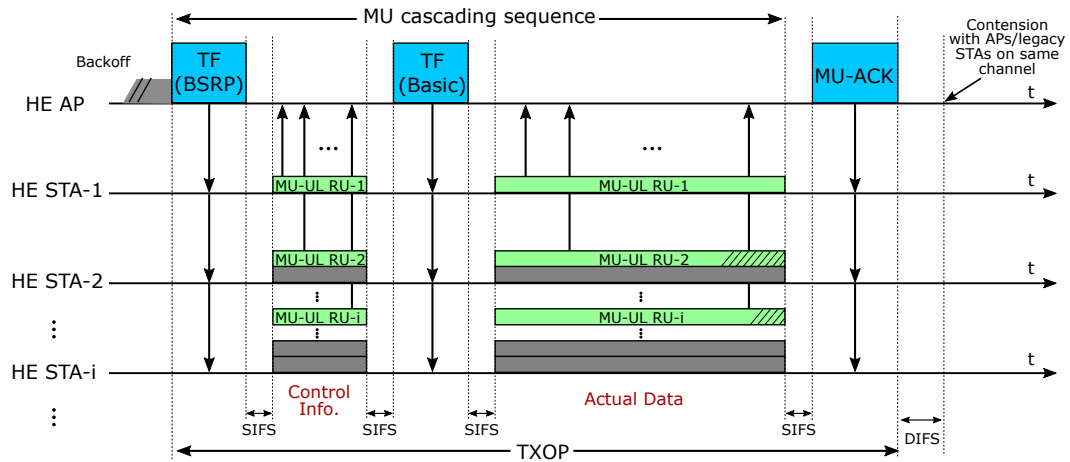 MU cascading sequence
Contension
with APs/legacy
STAs on same
channel
Backoff
TF
(BSRP)
TF
(Basic)
MU-ACK
HE AP
t
...
...
HE STA-1
MU-UL RU-1
MU-UL RU-1
t
MU-UL RU-2
MU-UL RU-2
HE STA-2
t
...
...
MU-UL RU-i
MU-UL RU-i
...
...
...
HE STA-i
t
Control
Info.
Actual Data
...
SIFS
SIFS
SIFS
SIFS
DIFS
TXOP